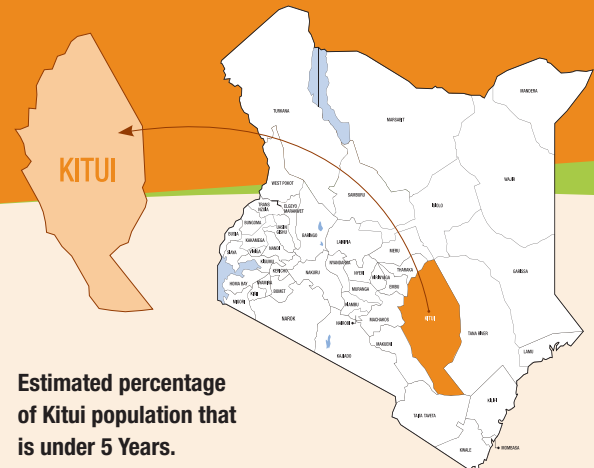 KITUI
TURKANA
MANDERA
MARSABIT
WAJIR
WEST POKOT
SAMBURU
ISIOLO
TRANS
NZOIA
ELGEYO
MARAKWET
BUNGOMA
UASIN
GISHU
BARINGO
BUSIA
KAKAMEGA
LAIKIPIA
NANDI
SIAYA
VIHIGA
MERU
KISUMU
NYANDARUA
GARISSA
KERICHO
NAKURU
NYERI
THARAKA
HOMA BAY
NYAMIRA
KIRINYAGA
KISII
BOMET
MURANGA
EMBU
MIGORI
KIAMBU
KITUI
NAROK
NAIROBI
MACHAKOS
TANA RIVER
MAKUENI
KAJIADO
LAMU
KILIFI
TAITA TAVETA
KWALE
MOMBASA
Estimated percentage
of Kitui population that
is under 5 Years.